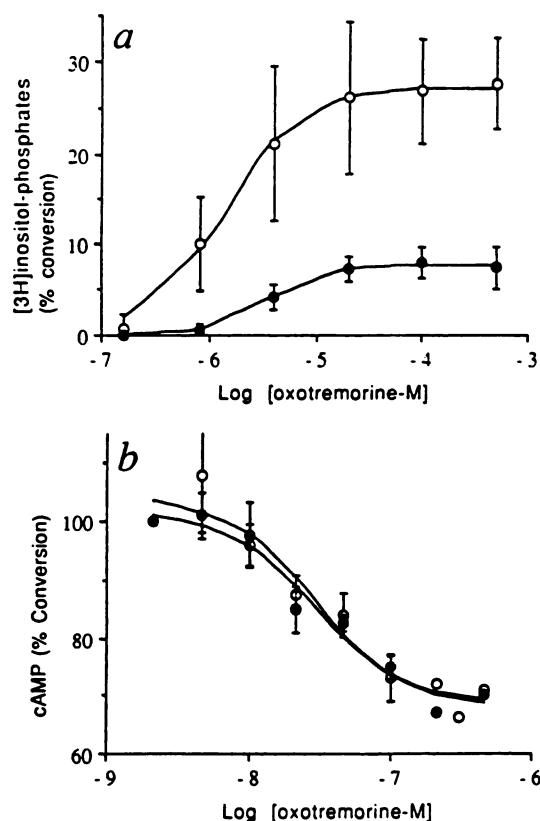 a
[3H]inositol-phosphates
(% conversion)
30
20
10
0
-7
-6
-5
-4
-3
Log [oxotremorine-M]
b
cAMP (% Conversion)
100
80
60
-9
-8
-7
-6
Log [oxotremorine-M]